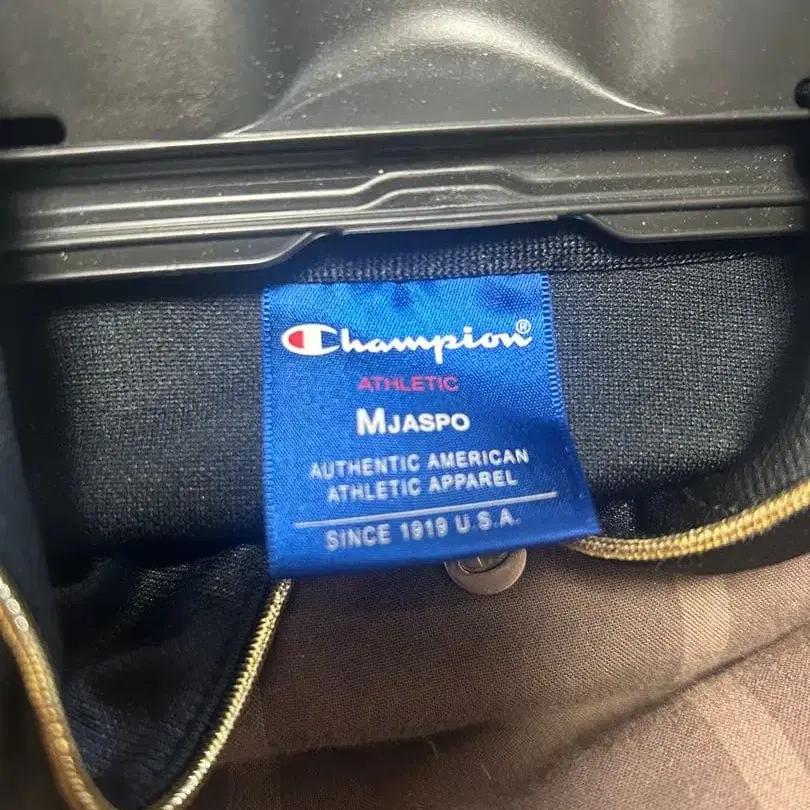 Champion®
ATHLETIC
MJASPO
AUTHENTIC AMERICAN
ATHLETIC APPAREL
SINCE 1919 U.S.A.